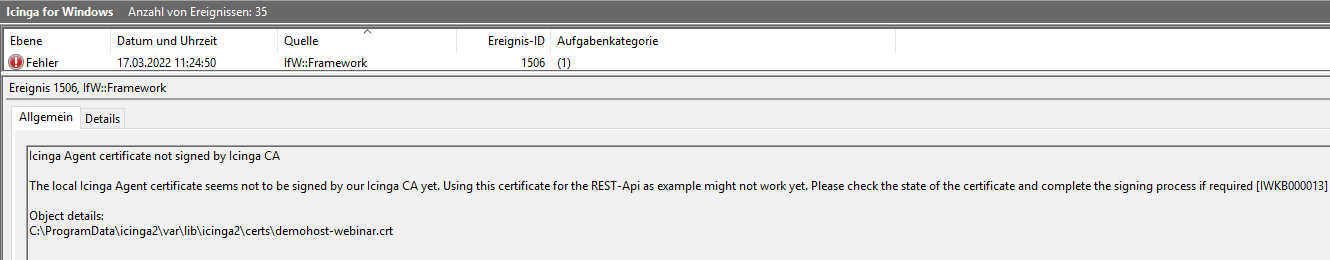 Icinga for Windows Anzahl von Ereignissen: 35
Ebene Datum und Uhrzeit Quelle Ereignis-ID Aufgabenkategorie
Fehler 17.03.2022 11:24:50 IfW::Framework 1506 (1)
Ereignis 1506, IfW::Framework
Allgemein Details
Icinga Agent certificate not signed by Icinga CA
The local Icinga Agent certificate seems not to be signed by our Icinga CA yet. Using this certificate for the REST-Api as example might not work yet. Please check the state of the certificate and complete the signing process if required [IWKB000013]
Object details:
C:\ProgramData\icinga2\var\lib\icinga2\certs\demohost-webinar.crt